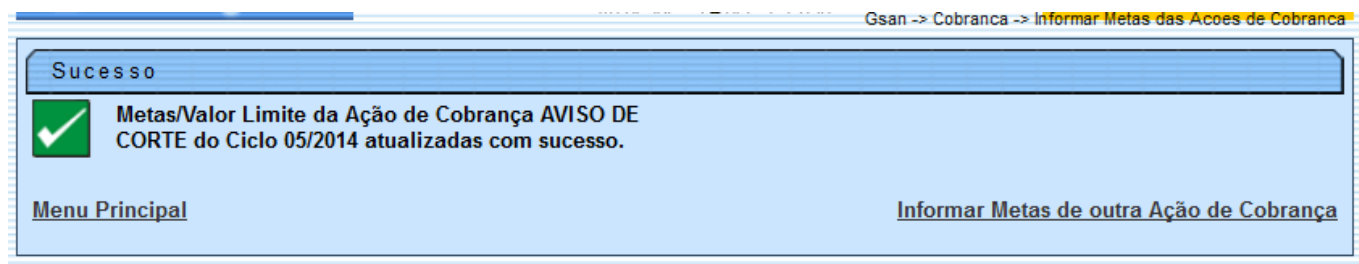 Gsan -> Cobranca -> Informar Metas das Acoes de Cobranca
Sucesso
Metas/Valor Limite da Ação de Cobrança AVISO DE
CORTE do Ciclo 05/2014 atualizadas com sucesso.
Menu Principal
Informar Metas de outra Ação de Cobrança